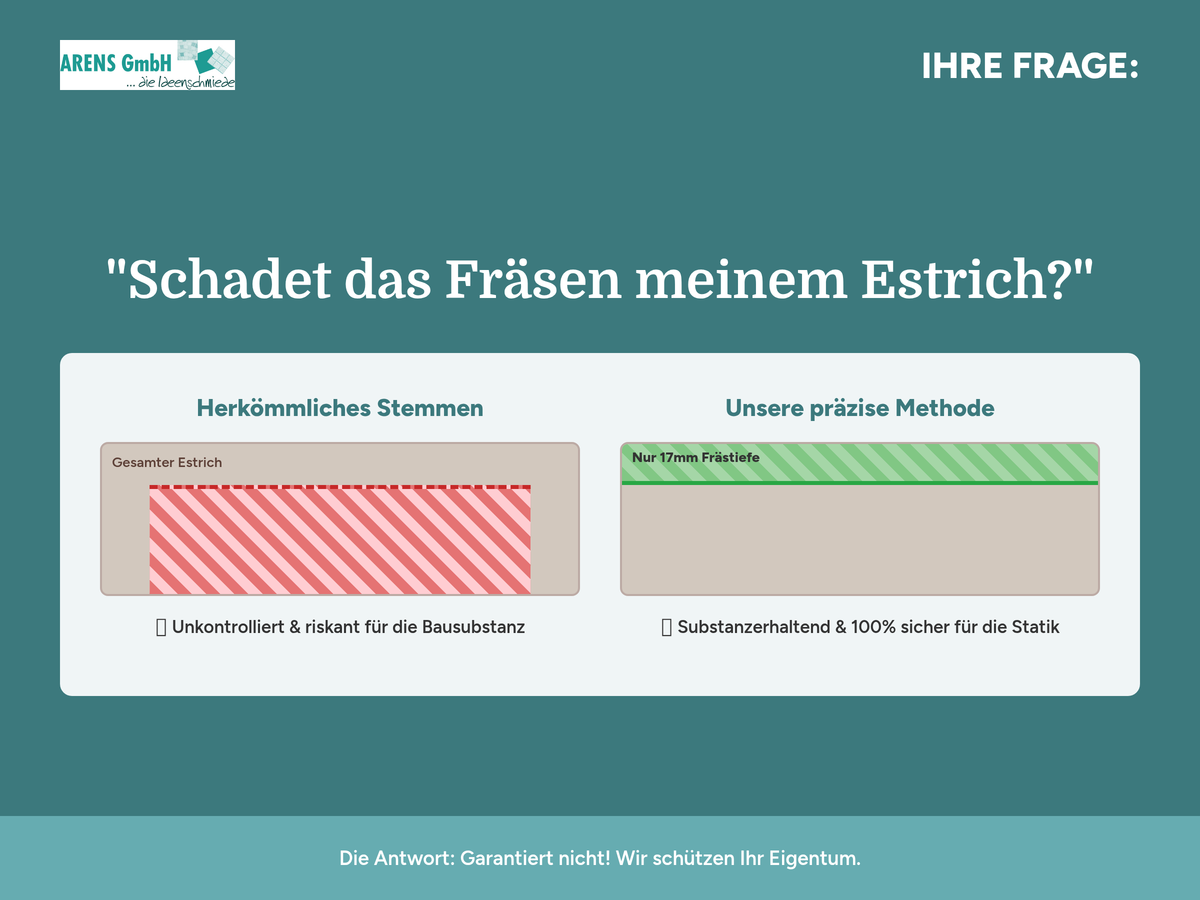 ARENS GmbH
... die Ideenschmiede
IHRE FRAGE:
"Schadet das Fräsen meinem Estrich?"
Herkömmliches Stemmen
Gesamter Estrich
Unkontrolliert & riskant für die Bausubstanz
Unsere präzise Methode
Nur 17mm Frästiefe
Substanzerhaltend & 100% sicher für die Statik
Die Antwort: Garantiert nicht! Wir schützen Ihr Eigentum.